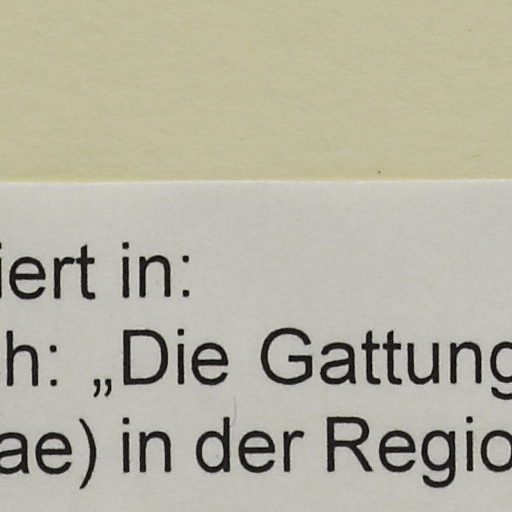 iert in:
h: „Die Gattung
ae) in der Regio